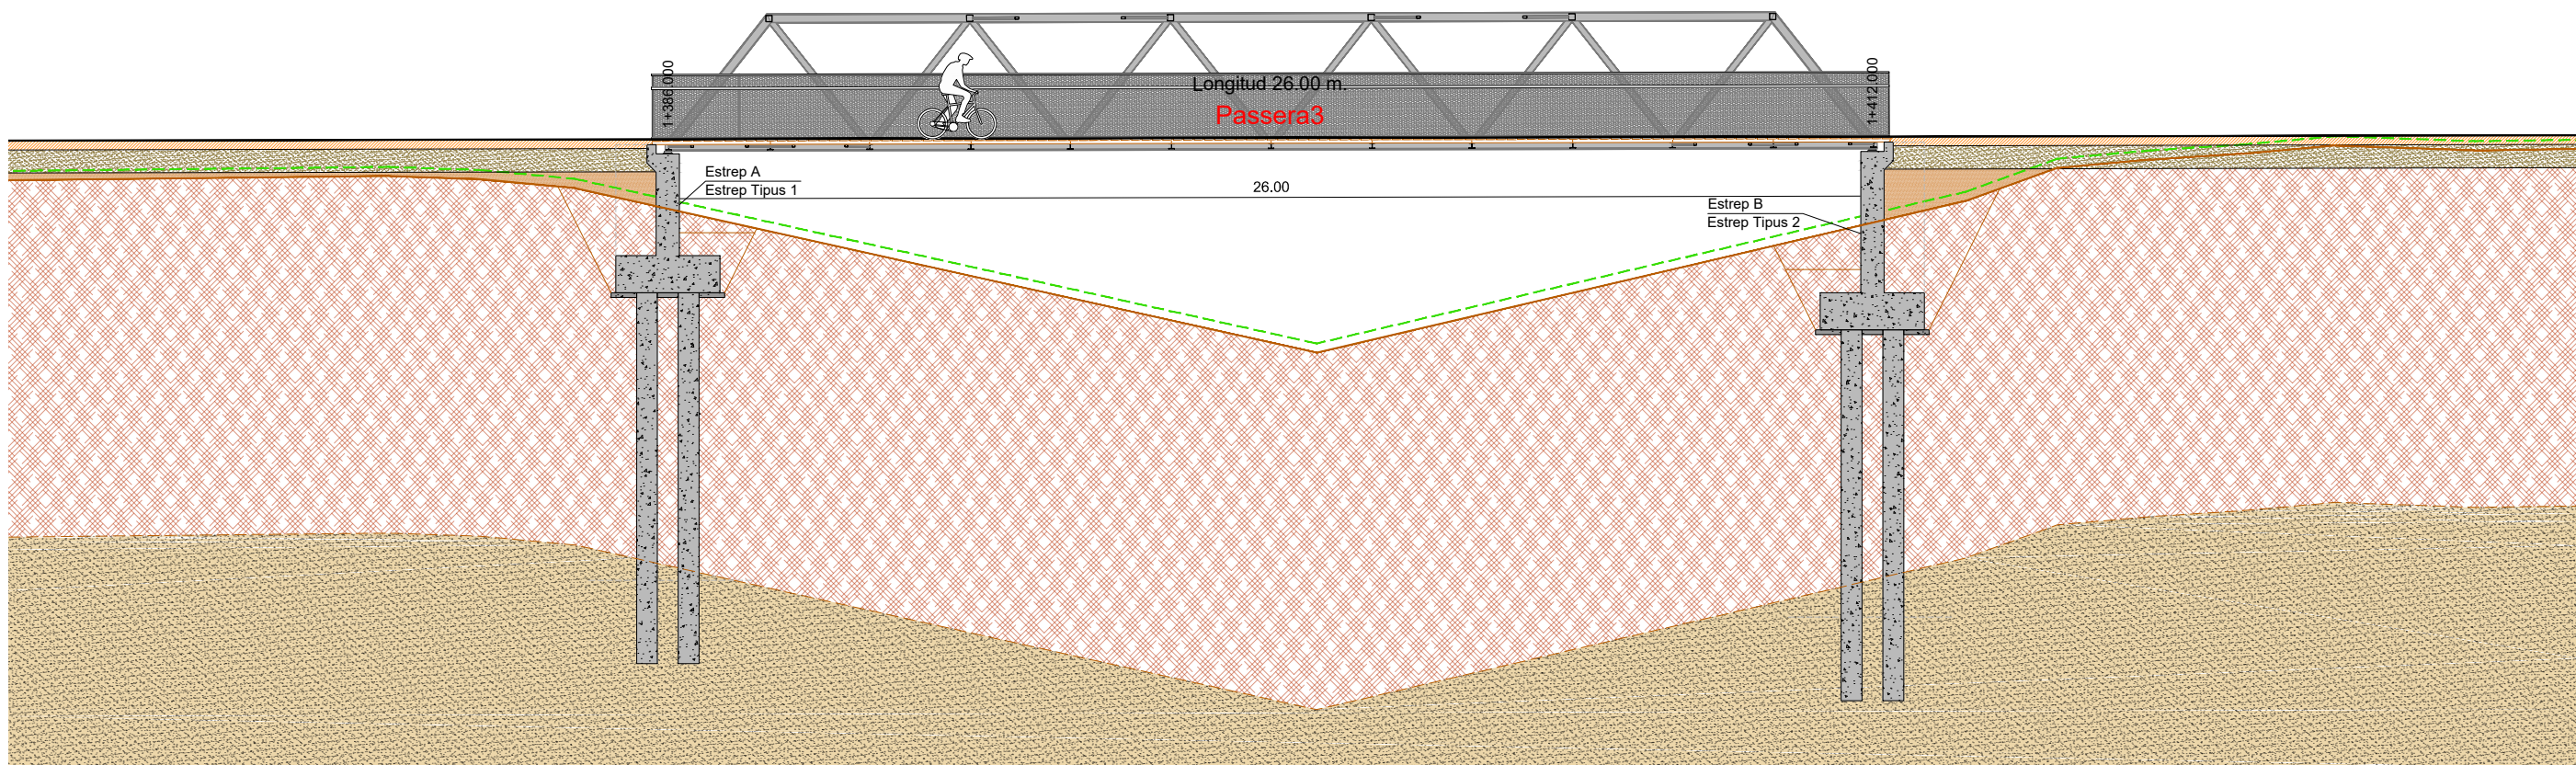 1+386.000
Longitud 26.00 m.
Passera3
1+412.000
Estrep A
Estrep Tipus 1
26.00
Estrep B
Estrep Tipus 2